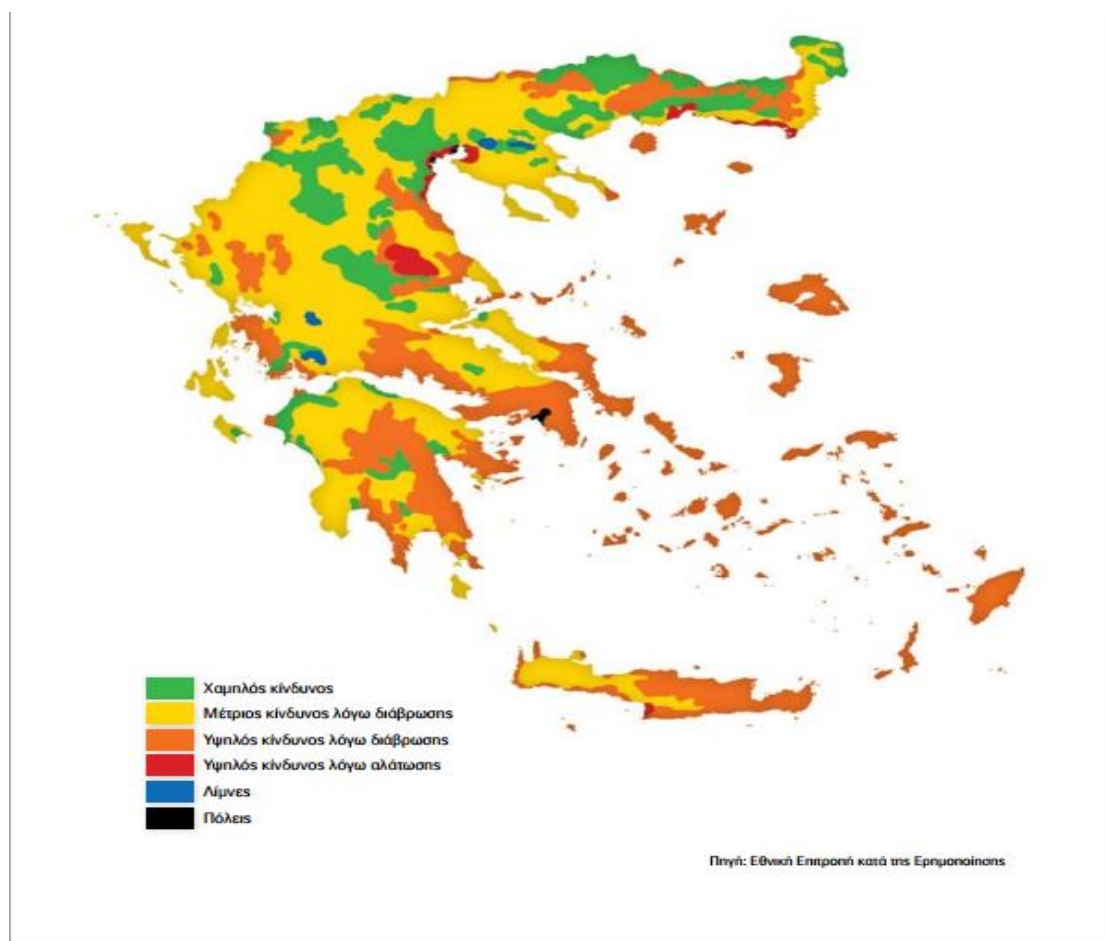 Χαμηλός κίνδυνος
Μέτριος κίνδυνος λόγω διάβρωσης
Υψηλός κίνδυνος λόγω διάβρωσης
Υψηλός κίνδυνος λόγω αλάτωσης
Λίμνες
Πόλεις
Πηγή: Εθνική Επιτροπή κατά της Ερημοποίησης